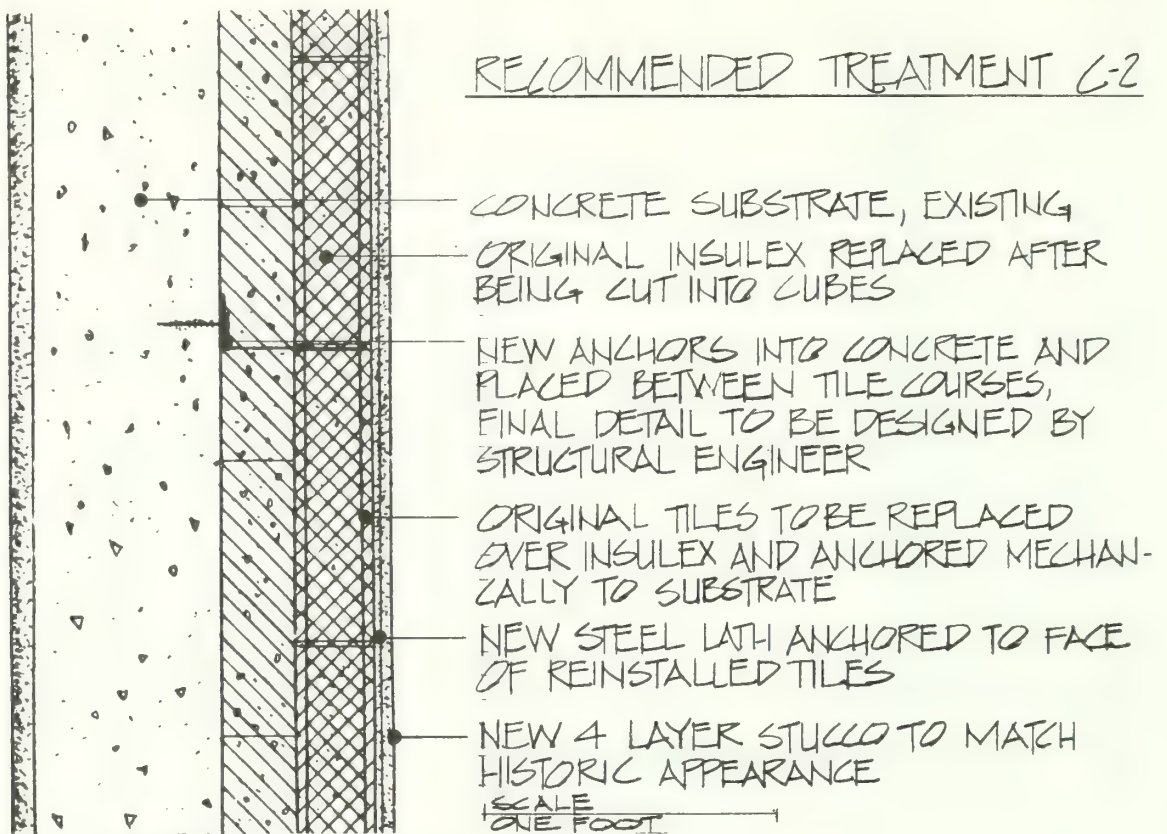 RECOMMENDED TREATMENT C-2
CONCRETE SUBSTRATE, EXISTING
ORIGINAL INSULEX REPLACED AFTER
BEING CUT INTO CUBES
NEW ANCHORS INTO CONCRETE AND
PLACED BETWEEN TILE COURSES,
FINAL DETAIL TO BE DESIGNED BY
STRUCTURAL ENGINEER
ORIGINAL TILES TO BE REPLACED
OVER INSULEX AND ANCHORED MECHAN-
ICALLY TO SUBSTRATE
NEW STEEL LATH ANCHORED TO FACE
OF REINSTALLED TILES
NEW 4 LAYER STUCCO TO MATCH
HISTORIC APPEARANCE
SCALE
ONE FOOT